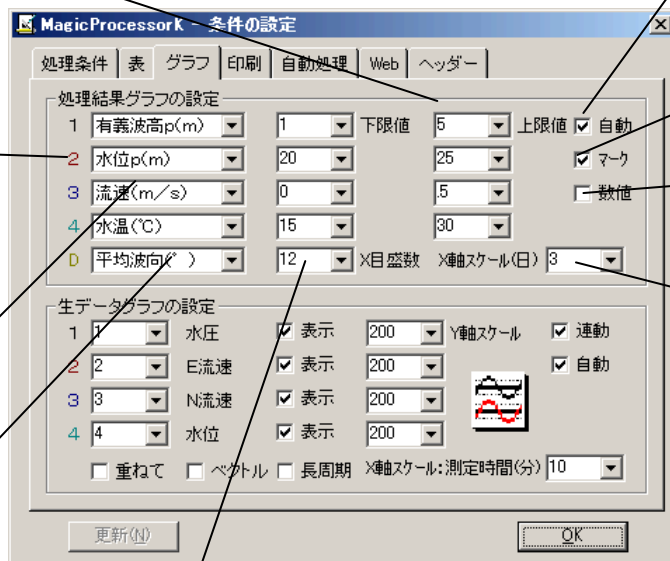 MagicProcessorK - 条件の設定
処理条件 表 グラフ 印刷 自動処理 Web ヘッダー
処理結果グラフの設定
1 有義波高p(m) 1 下限値 5 上限値 自動
2 水位p(m) 20 25 マーク
3 流速(m/s) 0 .5 数値
4 水温(℃) 15 30
D 平均波向(°) 12 X目盛数 X軸スケール(日) 3
生データグラフの設定
1 1 水圧 表示 200 Y軸スケール 連動
2 2 E流速 表示 200 自動
3 3 N流速 表示 200
4 4 水位 表示 200
重ねて ベクトル 長周期 X軸スケール:測定時間(分) 10
更新(N) OK